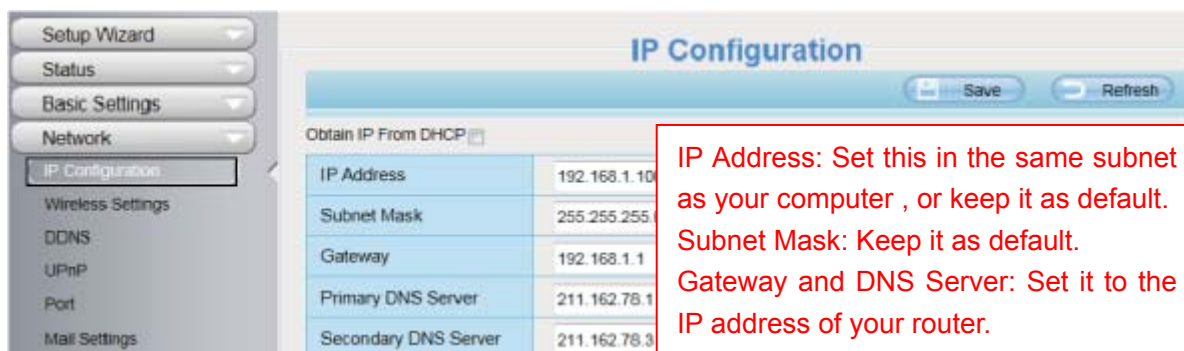 Setup Wizard
Status
Basic Settings
Network
IP Configuration
Wireless Settings
DDNS
UPnP
Port
Mail Settings
IP Configuration
Save
Refresh
Obtain IP From DHCP
IP Address
192.168.1.10
Subnet Mask
255.255.255.
Gateway
192.168.1.1
Primary DNS Server
211.162.78.1
Secondary DNS Server
211.162.78.3
IP Address: Set this in the same subnet
as your computer , or keep it as default.
Subnet Mask: Keep it as default.
Gateway and DNS Server: Set it to the
IP address of your router.